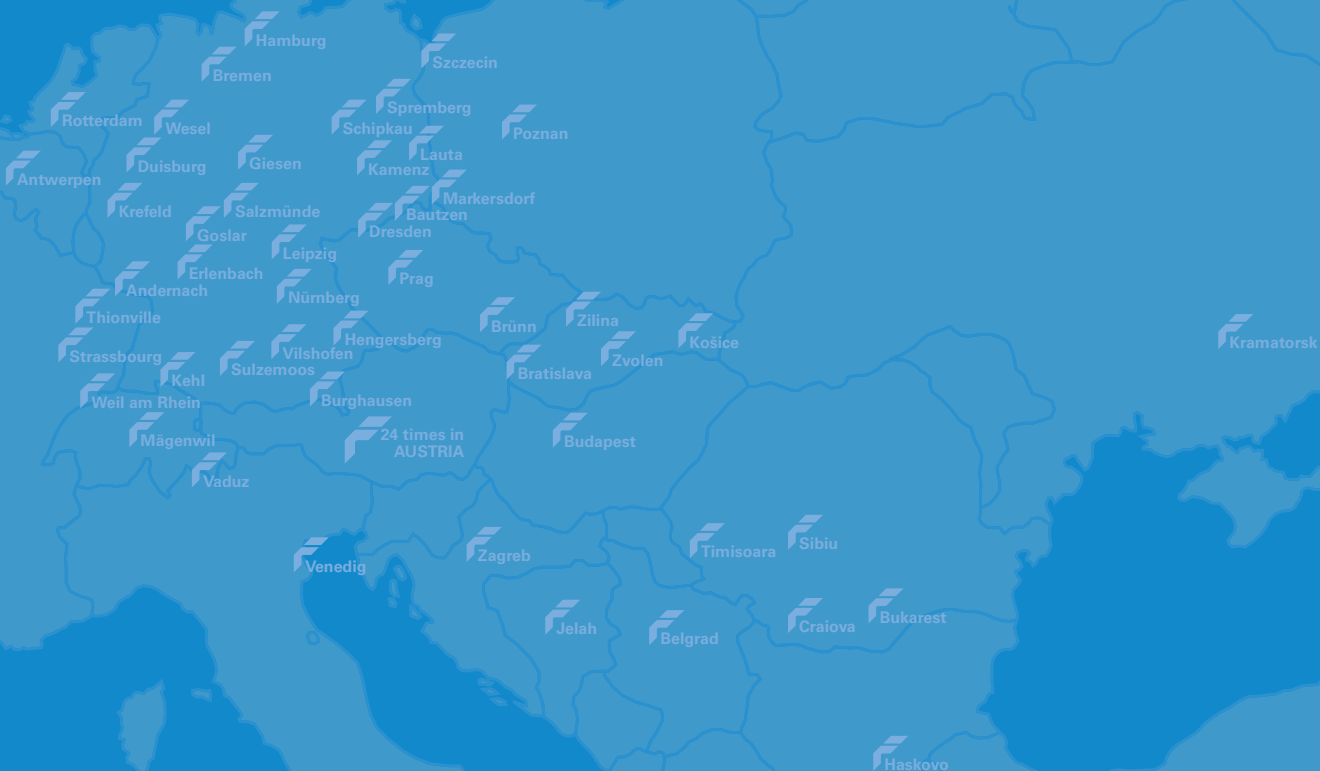 Hamburg
Szczecin
Bremen
Spremberg
Rotterdam
Wesel
Schipkau
Poznan
Lauta
Duisburg
Giesen
Kamenz
Antwerpen
Markersdorf
Krefeld
Salzmünde
Bautzen
Goslar
Dresden
Leipzig
Erlenbach
Prag
Andernach
Nürnberg
Thionville
Zilina
Brünn
Hengersberg
Košice
Kramatorsk
Strassbourg
Vilshofen
Zvolen
Sulzemoos
Bratislava
Kehl
Weil am Rhein
Burghausen
24 times in
AUSTRIA
Mägenwil
Budapest
Vaduz
Sibiu
Timisoara
Zagreb
Venedig
Bukarest
Craiova
Jelah
Belgrad
Haskovo